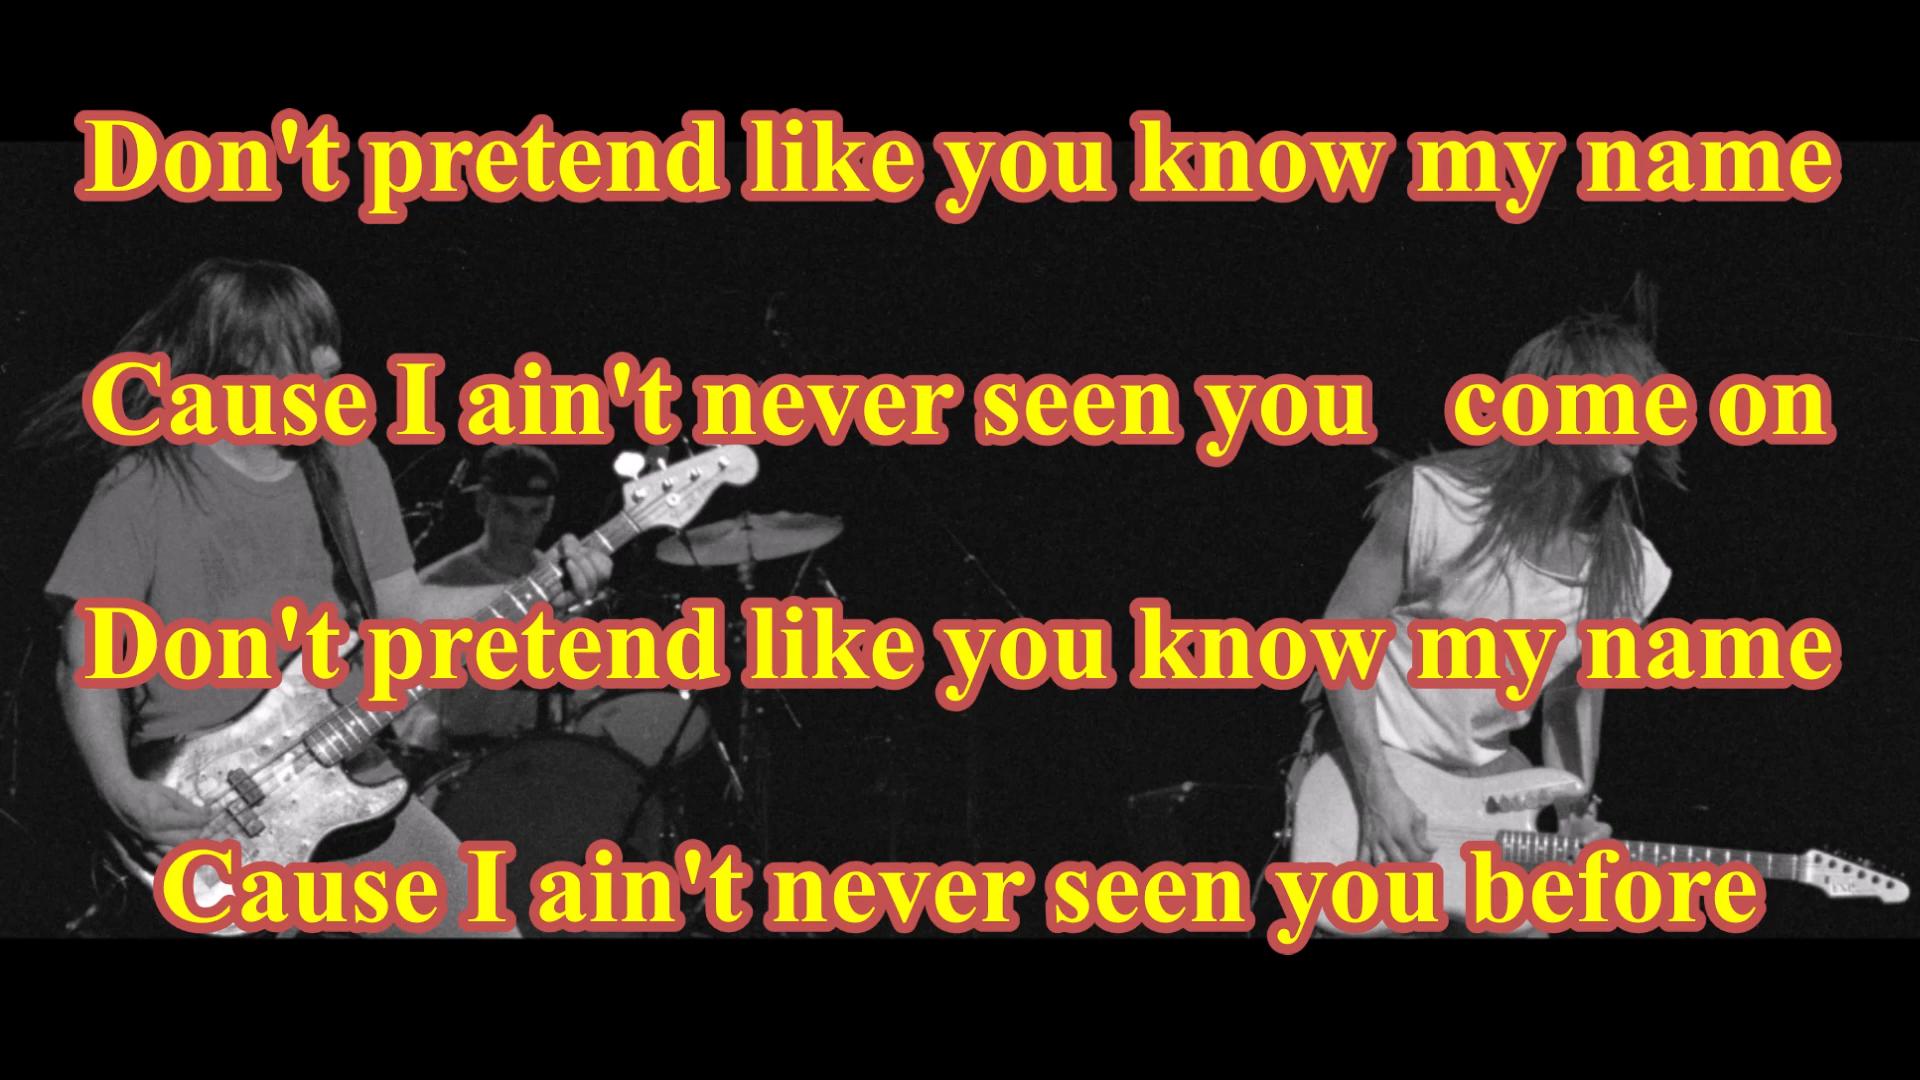 Don't pretend like you know my name
Cause I ain't never seen you come on
Don't pretend like you know my name
Cause I ain't never seen you before